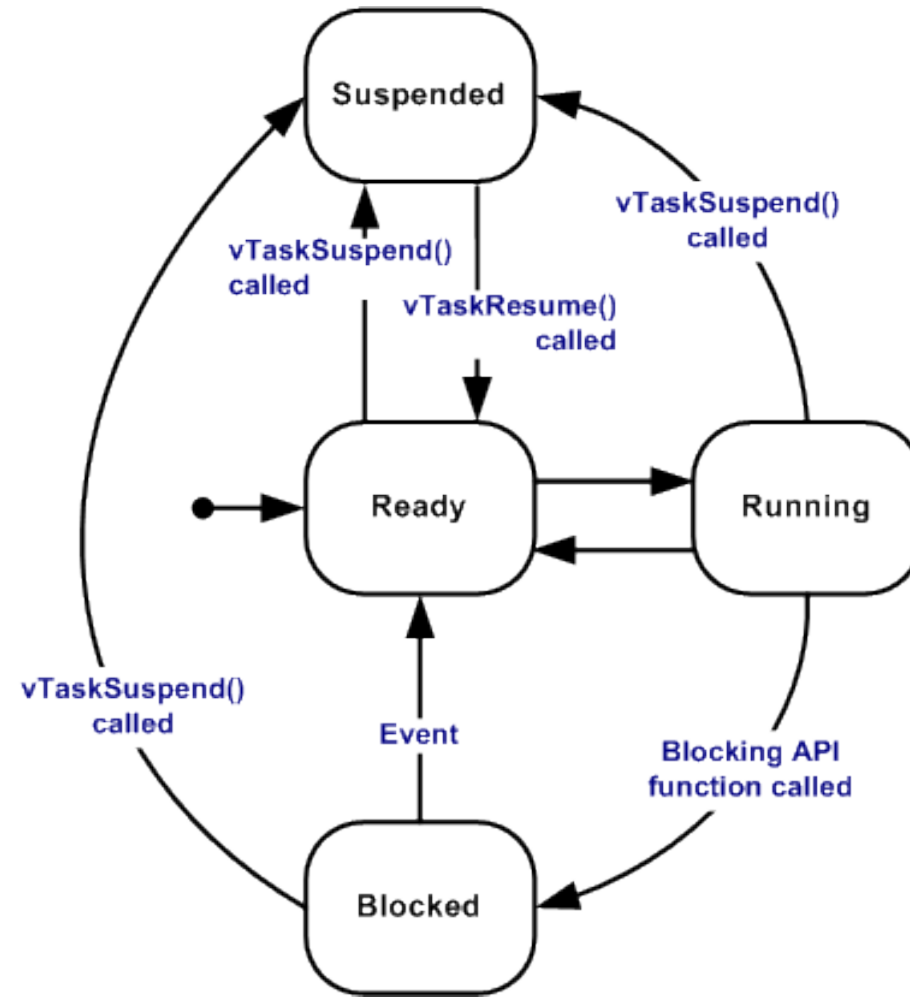 Suspended
vTaskSuspend()
called
vTaskSuspend()
called
vTaskResume()
called
Ready
Running
vTaskSuspend()
called
Event
Blocking API
function called
Blocked